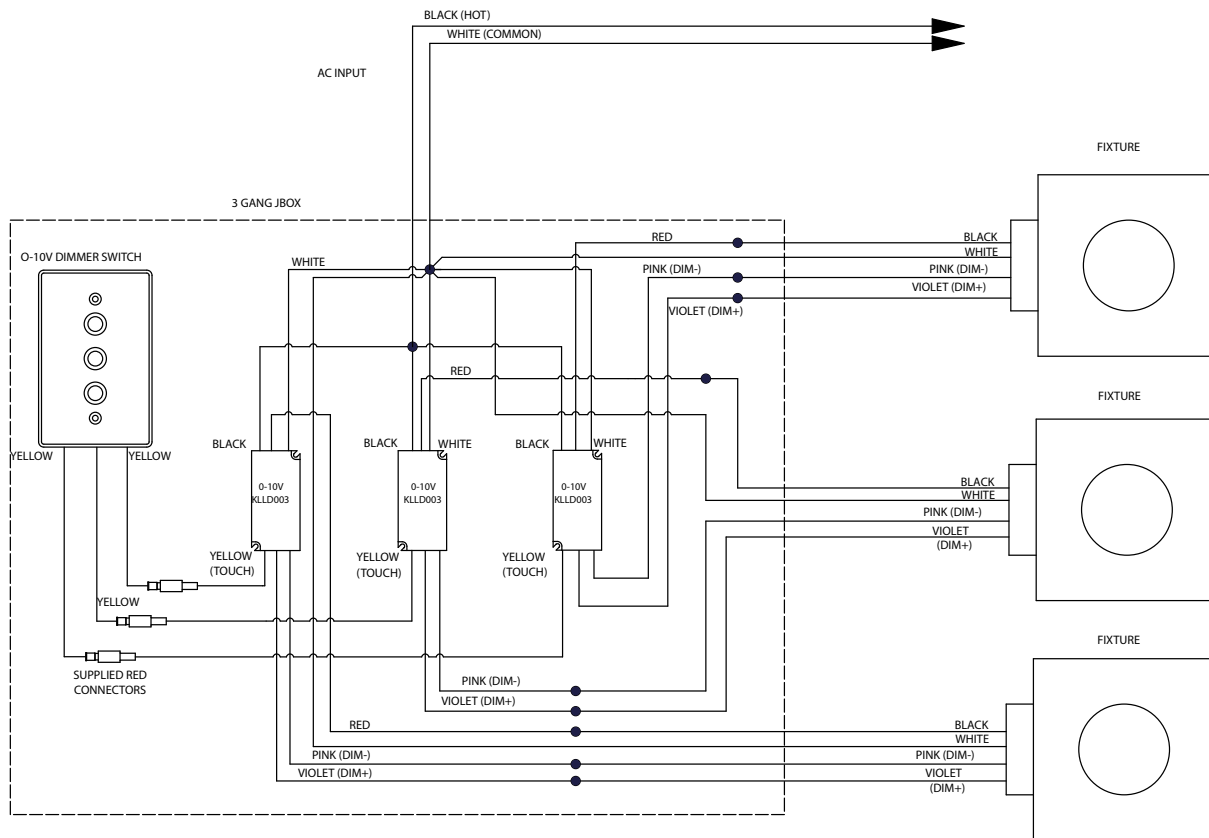 BLACK (HOT)
WHITE (COMMON)
AC INPUT
FIXTURE
3 GANG JBOX
RED
BLACK
WHITE
O-10V DIMMER SWITCH
WHITE
PINK (DIM-)
PINK (DIM-)
VIOLET (DIM+)
VIOLET (DIM+)
RED
FIXTURE
BLACK
BLACK
WHITE
BLACK
WHITE
YELLOW
YELLOW
0-10V
KLLD003
0-10V
KLLD003
0-10V
KLLD003
BLACK
WHITE
PINK (DIM-)
VIOLET
(DIM+)
YELLOW
(TOUCH)
YELLOW
(TOUCH)
YELLOW
(TOUCH)
YELLOW
FIXTURE
SUPPLIED RED
CONNECTORS
PINK (DIM-)
VIOLET (DIM+)
RED
BLACK
WHITE
PINK (DIM-)
PINK (DIM-)
VIOLET (DIM+)
VIOLET
(DIM+)